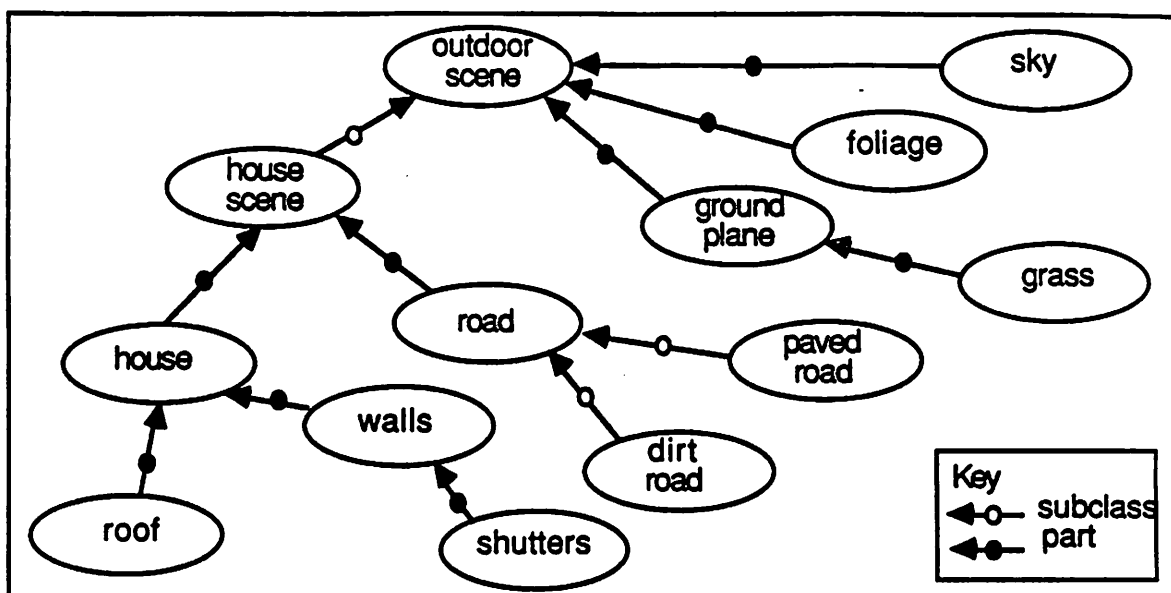 outdoor
scene
sky
foliage
house
scene
ground
plane
grass
road
house
paved
road
walls
dirt
road
roof
shutters
Key
subclass
part